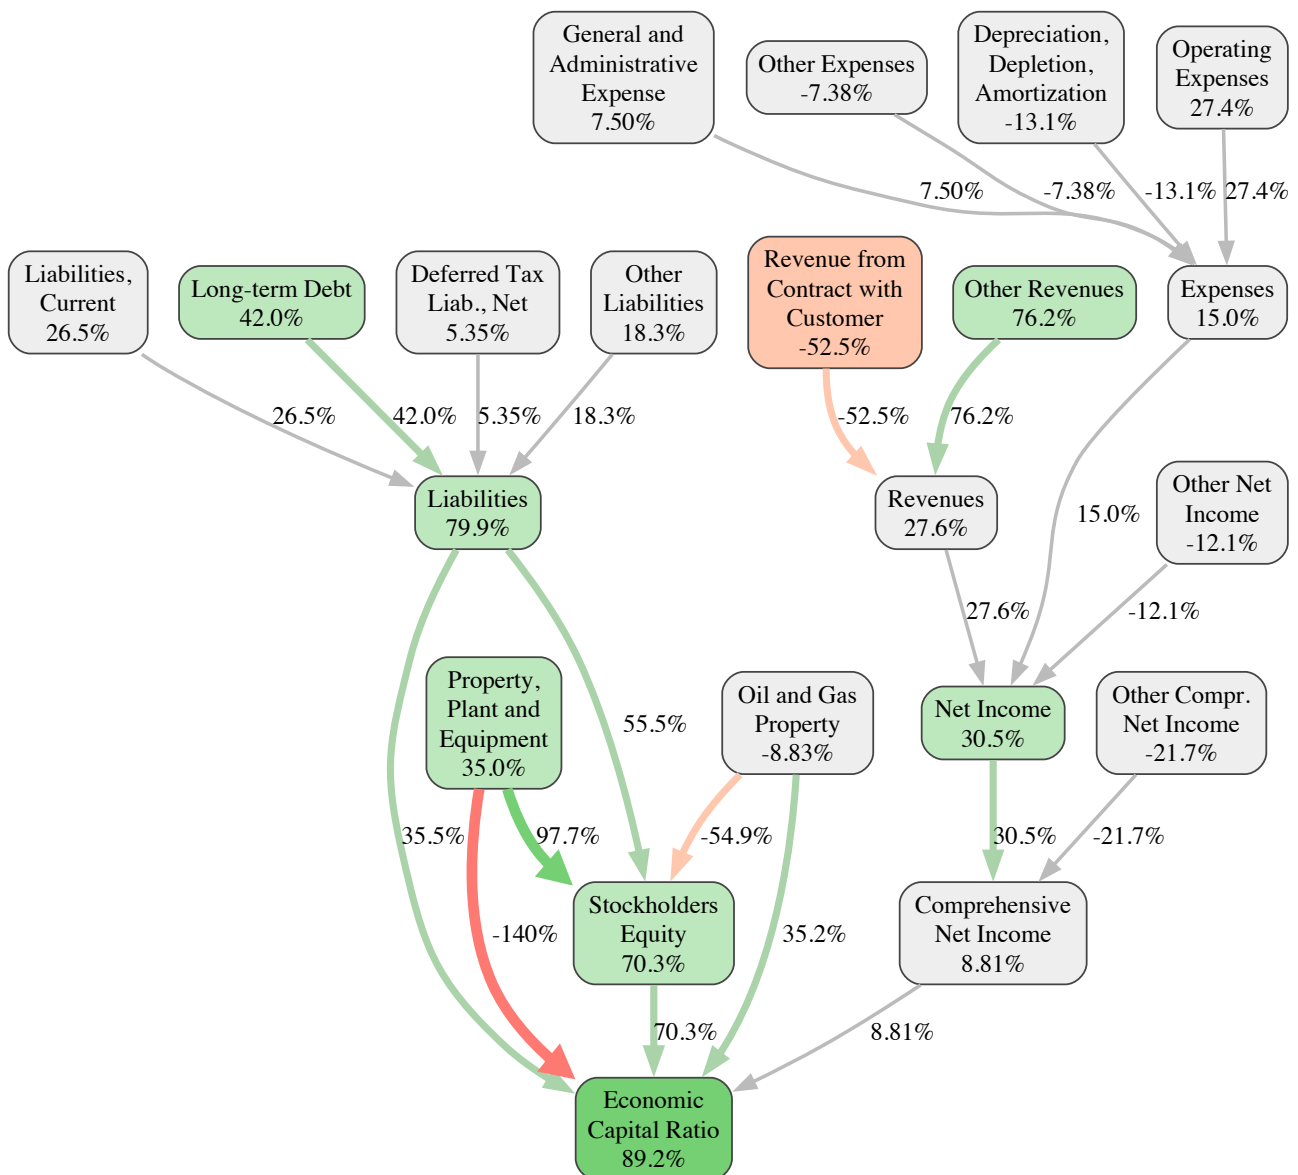 General and
Administrative
Expense
7.50%
Other Expenses
-7.38%
Depreciation,
Depletion,
Amortization
-13.1%
Operating
Expenses
27.4%
7.50%
-7.38%
-13.1%
27.4%
Liabilities,
Current
26.5%
Long-term Debt
42.0%
Deferred Tax
Liab., Net
5.35%
Other
Liabilities
18.3%
Revenue from
Contract with
Customer
-52.5%
Other Revenues
76.2%
Expenses
15.0%
26.5%
42.0%
5.35%
18.3%
-52.5%
76.2%
Liabilities
79.9%
Revenues
27.6%
15.0%
Other Net
Income
-12.1%
27.6%
-12.1%
Property,
Plant and
Equipment
35.0%
55.5%
Oil and Gas
Property
-8.83%
Net Income
30.5%
Other Compr.
Net Income
-21.7%
35.5%
97.7%
-54.9%
30.5%
-21.7%
-140%
Stockholders
Equity
70.3%
35.2%
Comprehensive
Net Income
8.81%
70.3%
8.81%
Economic
Capital Ratio
89.2%